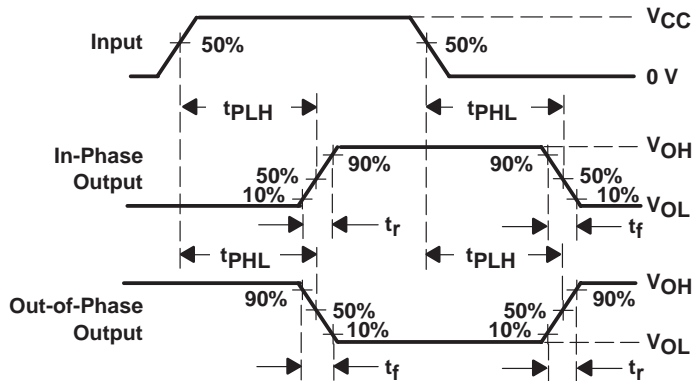 VCC
Input
50%
50%
0 V
tPLH
tPHL
In-Phase
Output
VOH
90%
90%
50%
50%
10%
10%
VOL
tr
tf
tPHL
tPLH
Out-of-Phase
Output
VOH
90%
90%
50%
50%
10%
10%
VOL
tf
tr